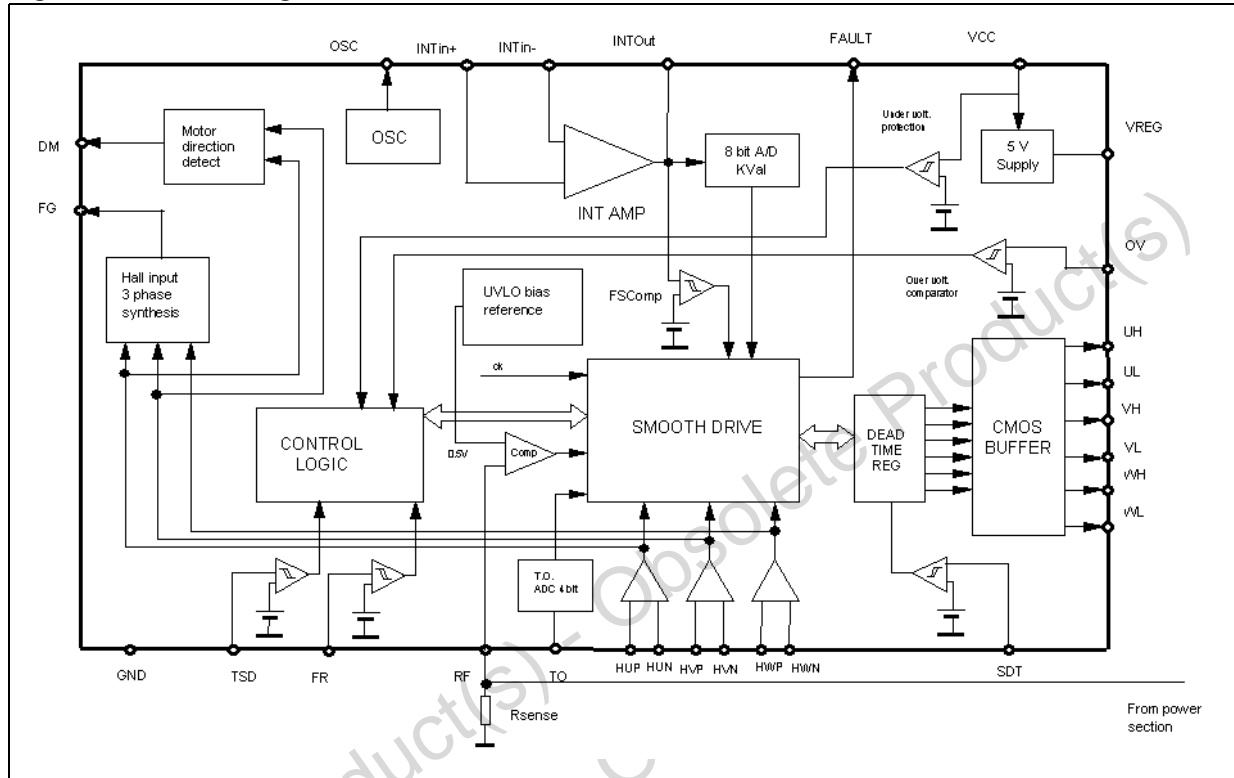 OSC
INTin+
INTin-
INTOut
FAULT
VCC
DM
Motor
direction
detect
OSC
INT AMP
8 bit A/D
KVal
Under volt.
protection
5 V
Supply
VREG
FG
Hall input
3 phase
synthesis
UVLO bias
reference
FSComp
Over volt.
comparator
OV
ck
CONTROL
LOGIC
0.5V
Comp
SMOOTH DRIVE
DEAD
TIME
REG
CMOS
BUFFER
UH
UL
VH
VL
WH
WL
T.O.
ADC 4 bit
GND
TSD
FR
RF
TO
HUP
HUN
HVP
HVN
HWP
HWN
SDT
Rsense
From power
section
duct(s) - Obsolete Product(s)